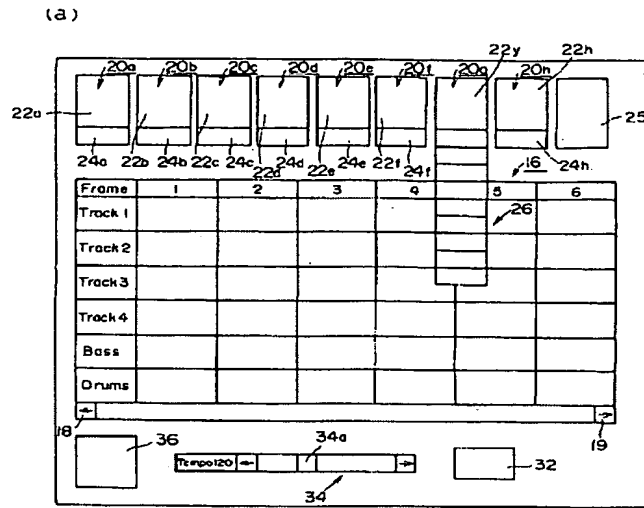 (a)
22y 22h
20a 20b 20c 20d 20e 20f 20g 20h
22a 25
24a 22b 24b 22c 24c 22d 24d 22e 24e 22f 24f 24h
16
Frame 1 2 3 4 5 6
Track 1
26
Track 2
Track 3
Track 4
Bass
Drums
← →
18 19
36 34a
Tempo 120 ← → 32
34